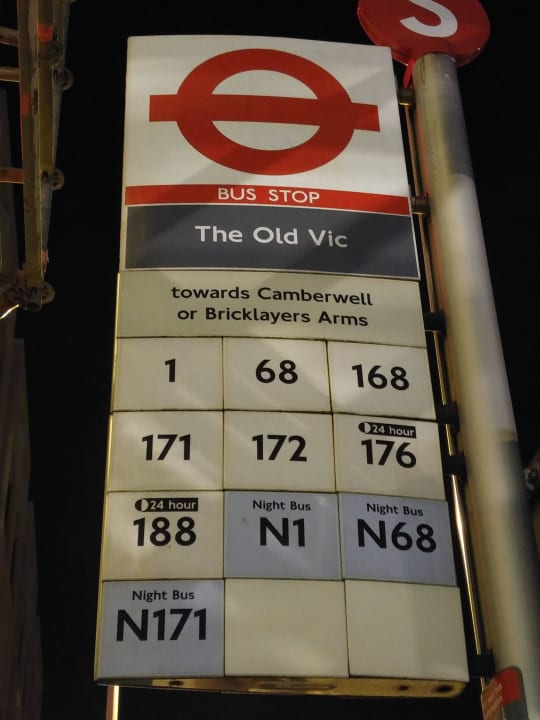 S
BUS STOP
The Old Vic
towards Camberwell
or Bricklayers Arms
1 68 168
171 172 24 hour 176
24 hour 188 Night Bus N1 Night Bus N68
Night Bus N171